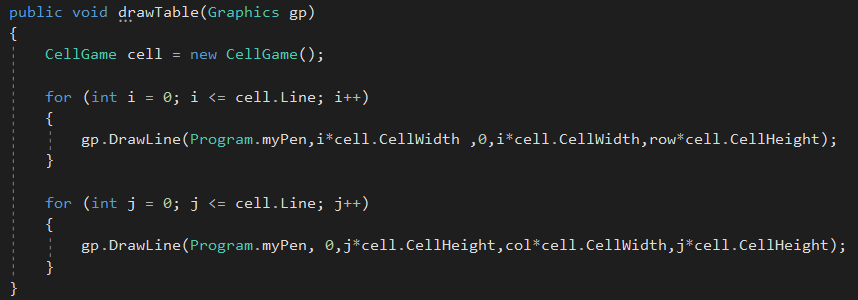 public void drawTable(Graphics gp)
{
CellGame cell = new CellGame();
for (int i = 0; i <= cell.Line; i++)
{
gp.DrawLine(Program.myPen,i*cell.CellWidth ,0,i*cell.CellWidth,row*cell.CellHeight);
}
for (int j = 0; j <= cell.Line; j++)
{
gp.DrawLine(Program.myPen, 0,j*cell.CellHeight,col*cell.CellWidth,j*cell.CellHeight);
}
}